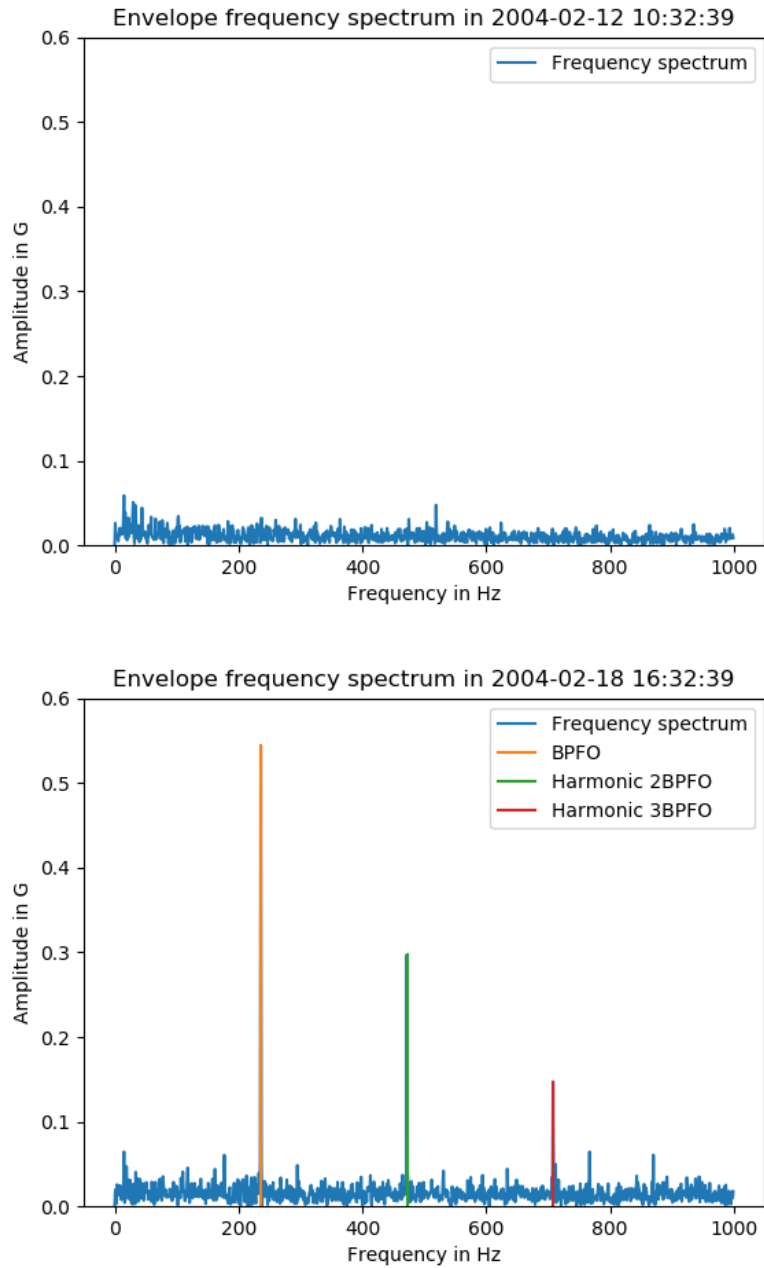 Envelope frequency spectrum in 2004-02-12 10:32:39
0.6
Frequency spectrum
0.5
0.4
Amplitude in G
0.3
0.2
0.1
0.0
0 200 400 600 800 1000
Frequency in Hz
Envelope frequency spectrum in 2004-02-18 16:32:39
0.6
Frequency spectrum
BPFO
Harmonic 2BPFO
Harmonic 3BPFO
0.5
0.4
Amplitude in G
0.3
0.2
0.1
0.0
0 200 400 600 800 1000
Frequency in Hz